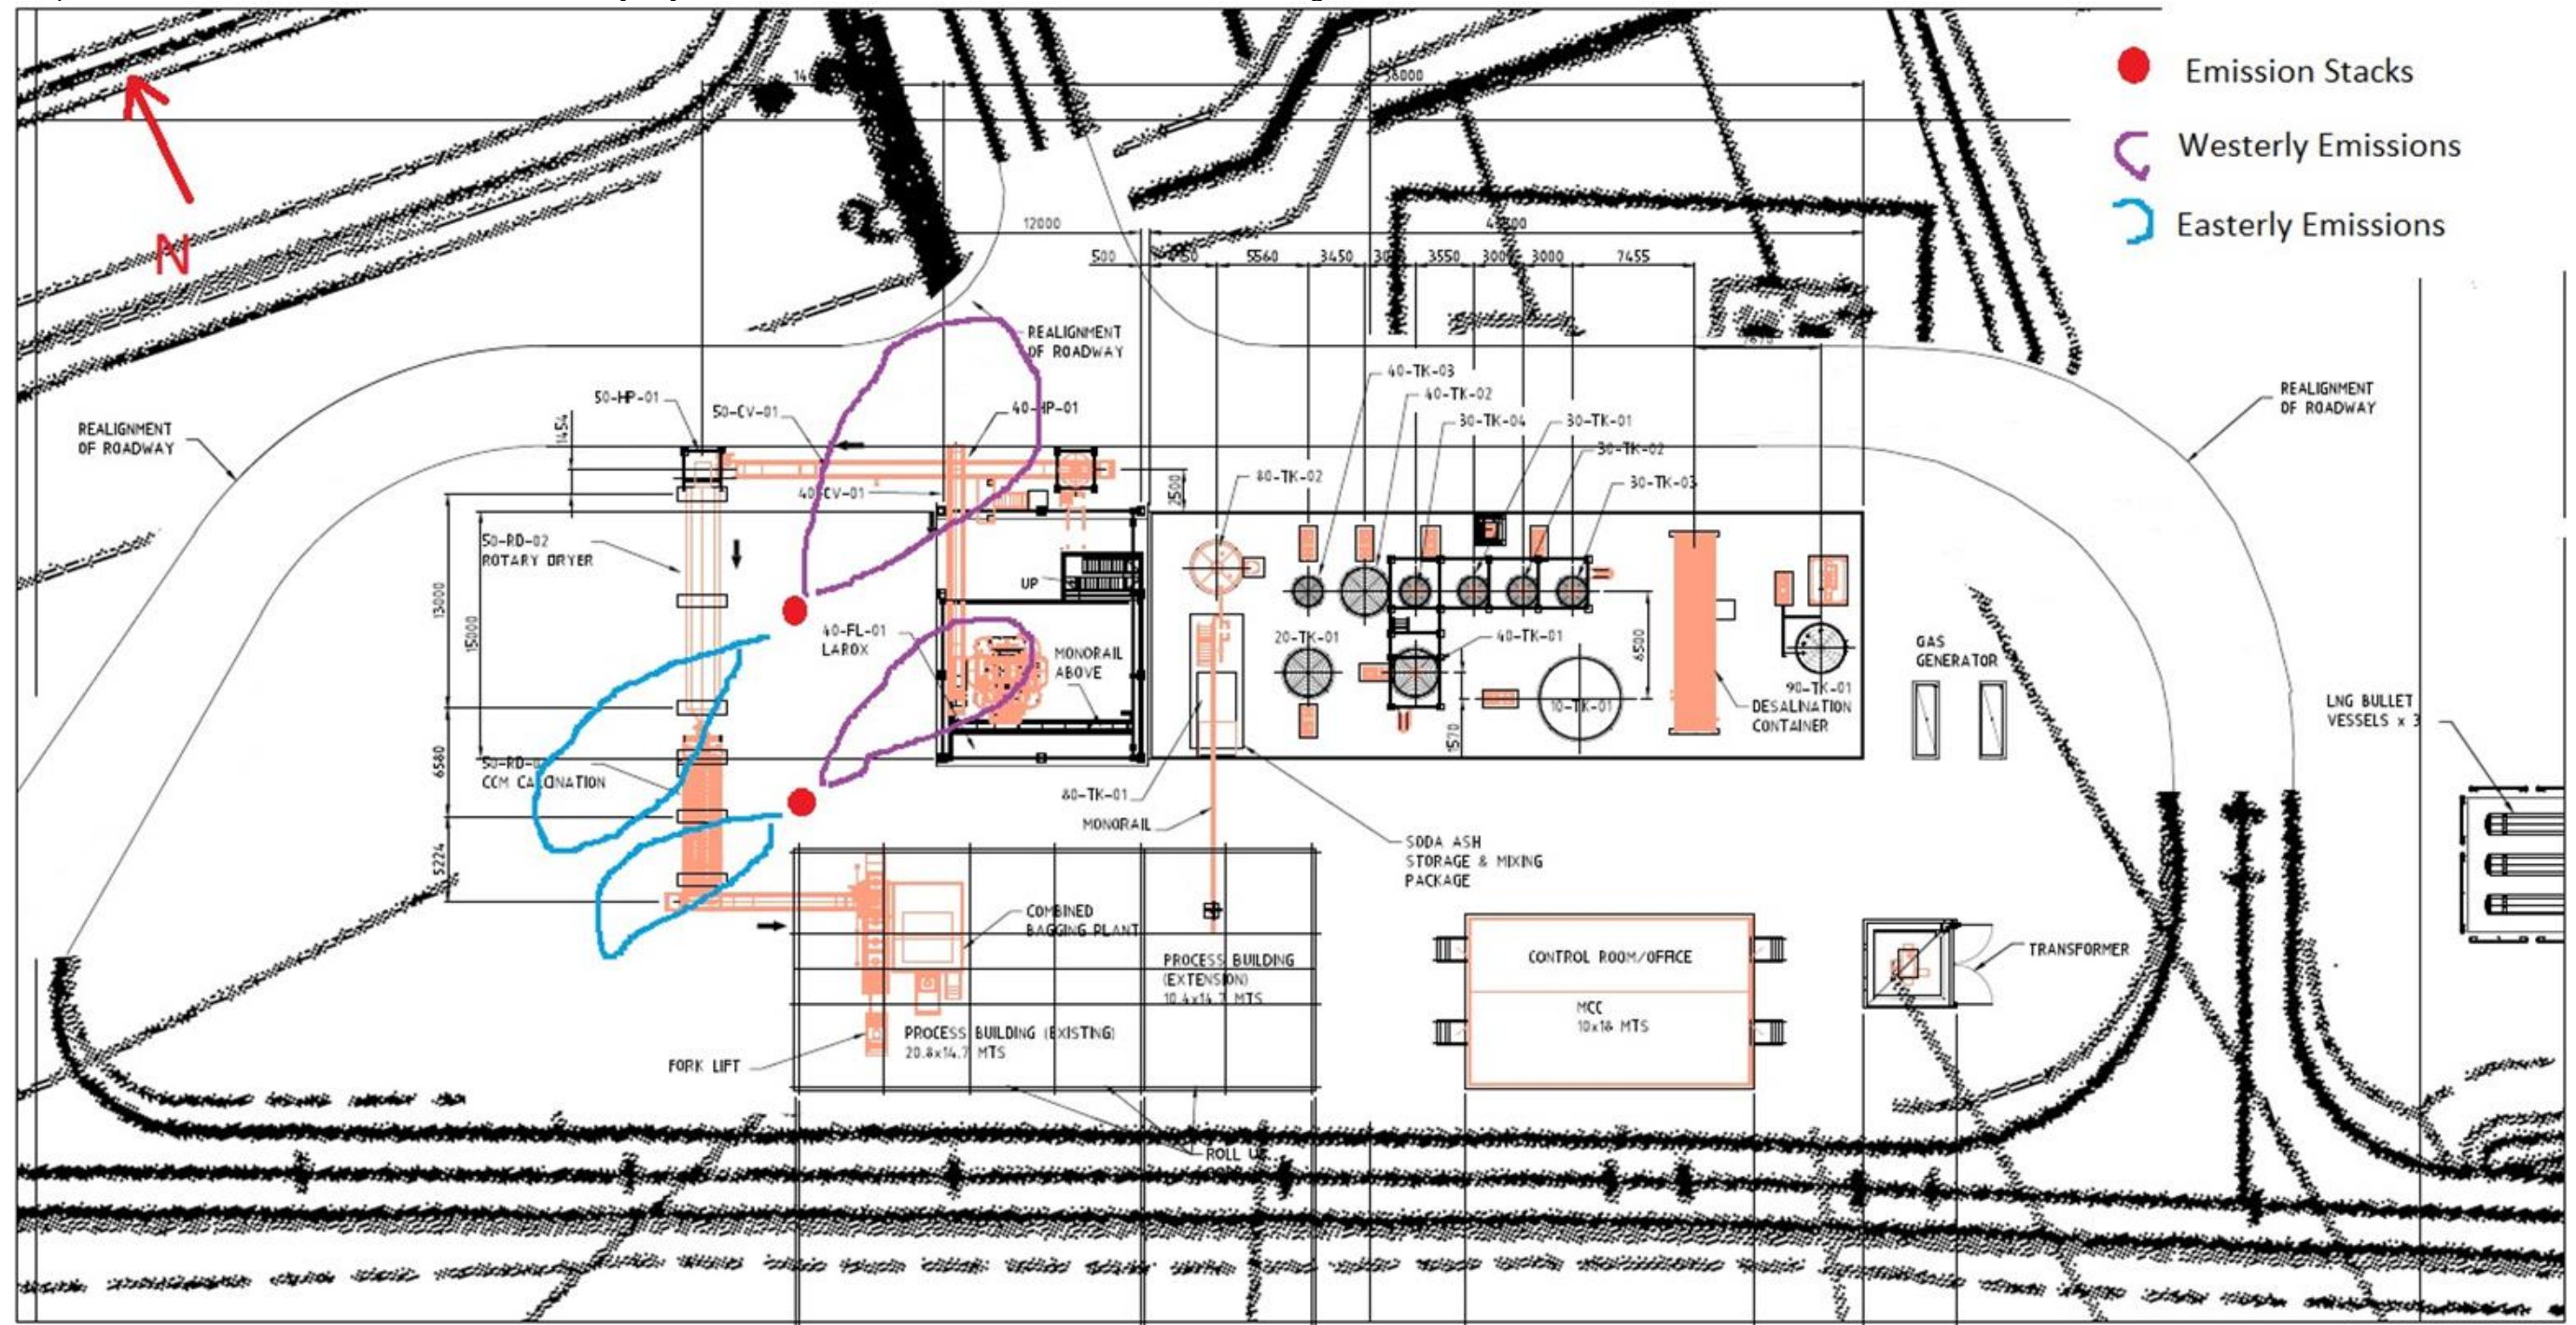 Emission Stacks
Westerly Emissions
Easterly Emissions
N
12000
500
5560
3450
3550
3000
7455
REALIGNMENT
OF ROADWAY
40-TK-03
40-TK-02
30-TK-04
30-TK-01
30-TK-02
30-TK-03
REALIGNMENT
OF ROADWAY
REALIGNMENT
OF ROADWAY
50-HP-01
50-CV-01
40-HP-01
1454
40-CV-01
80-TK-02
2500
50-RD-02
ROTARY DRYER
13000
15000
UP
40-FL-01
LAROX
MONORAIL
ABOVE
20-TK-01
40-TK-01
6500
10-TK-01
1570
90-TK-01
DESALINATION
CONTAINER
GAS
GENERATOR
LNG BULLET
VESSELS x 3
6580
CCM CALCINATION
5224
80-TK-01
MONORAIL
SODA ASH
STORAGE & MIXING
PACKAGE
COMBINED
BAGGING PLANT
PROCESS BUILDING
(EXTENSION)
10.4x14.7 MTS
PROCESS BUILDING (EXISTING)
20.8x14.7 MTS
FORK LIFT
CONTROL ROOM/OFFICE
MCC
10x18 MTS
TRANSFORMER
ROLL